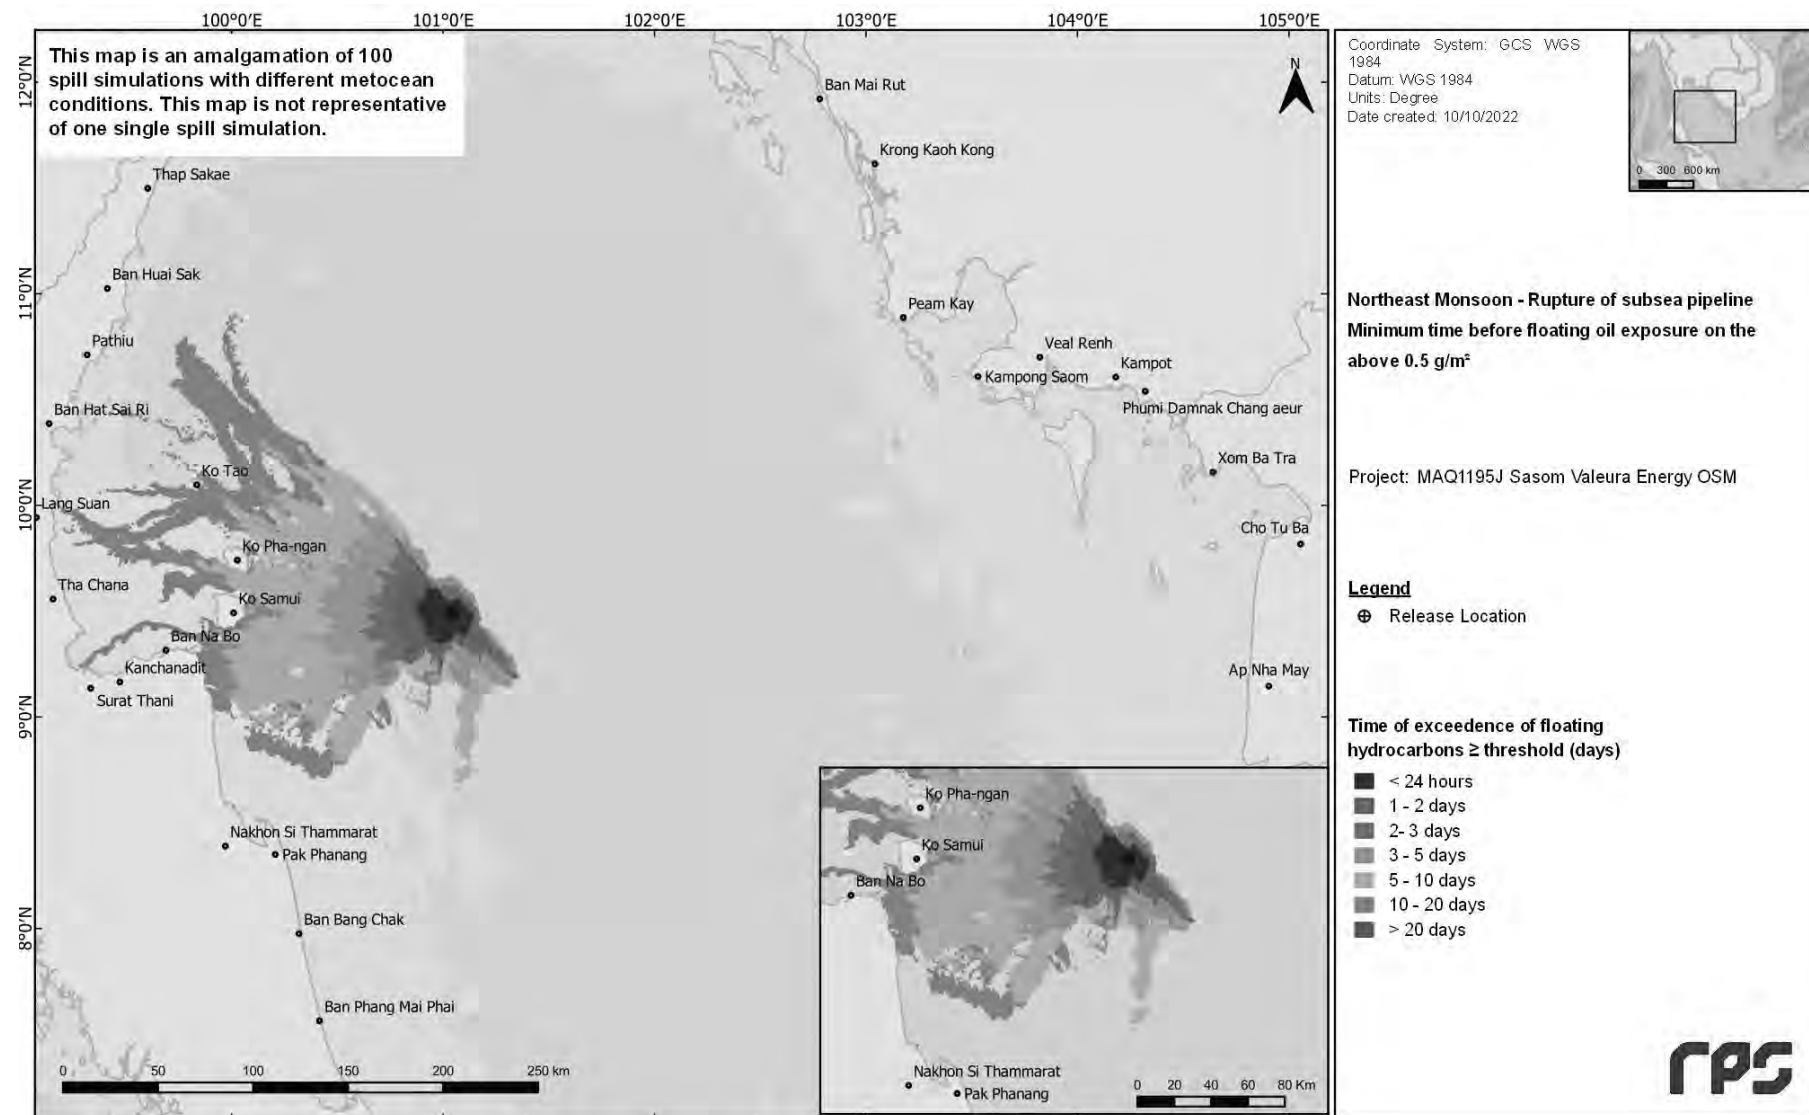 100°0'E
101°0'E
102°0'E
103°0'E
104°0'E
105°0'E
12°0'N
11°0'N
10°0'N
9°0'N
8°0'N
This map is an amalgamation of 100
spill simulations with different metocean
conditions. This map is not representative
of one single spill simulation.
N
Ban Mai Rut
Krong Kaoh Kong
Thap Sakae
Ban Huai Sak
Peam Kay
Pathiu
Veal Renh
Kampot
Kampong Saom
Ban Hat Sai Ri
Phumi Damnak Chang aeur
Ko Tao
Xom Ba Tra
Lang Suan
Cho Tu Ba
Ko Pha-ngan
Tha Chana
Ko Samui
Ban Na Bo
Kanchanadit
Ap Nha May
Surat Thani
Nakhon Si Thammarat
Pak Phanang
Ban Bang Chak
Ban Phang Mai Phai
0 50 100 150 200 250 km
Ko Pha-ngan
Ko Samui
Ban Na Bo
Nakhon Si Thammarat
Pak Phanang
0 20 40 60 80 Km
Coordinate System: GCS WGS
1984
Datum: WGS 1984
Units: Degree
Date created: 10/10/2022
0 300 600 km
Northeast Monsoon - Rupture of subsea pipeline
Minimum time before floating oil exposure on the
above 0.5 g/m²
Project: MAQ1195J Sasom Valeura Energy OSM
Legend
Release Location
Time of exceedence of floating
hydrocarbons ≥ threshold (days)
< 24 hours
1 - 2 days
2- 3 days
3 - 5 days
5 - 10 days
10 - 20 days
> 20 days
rps